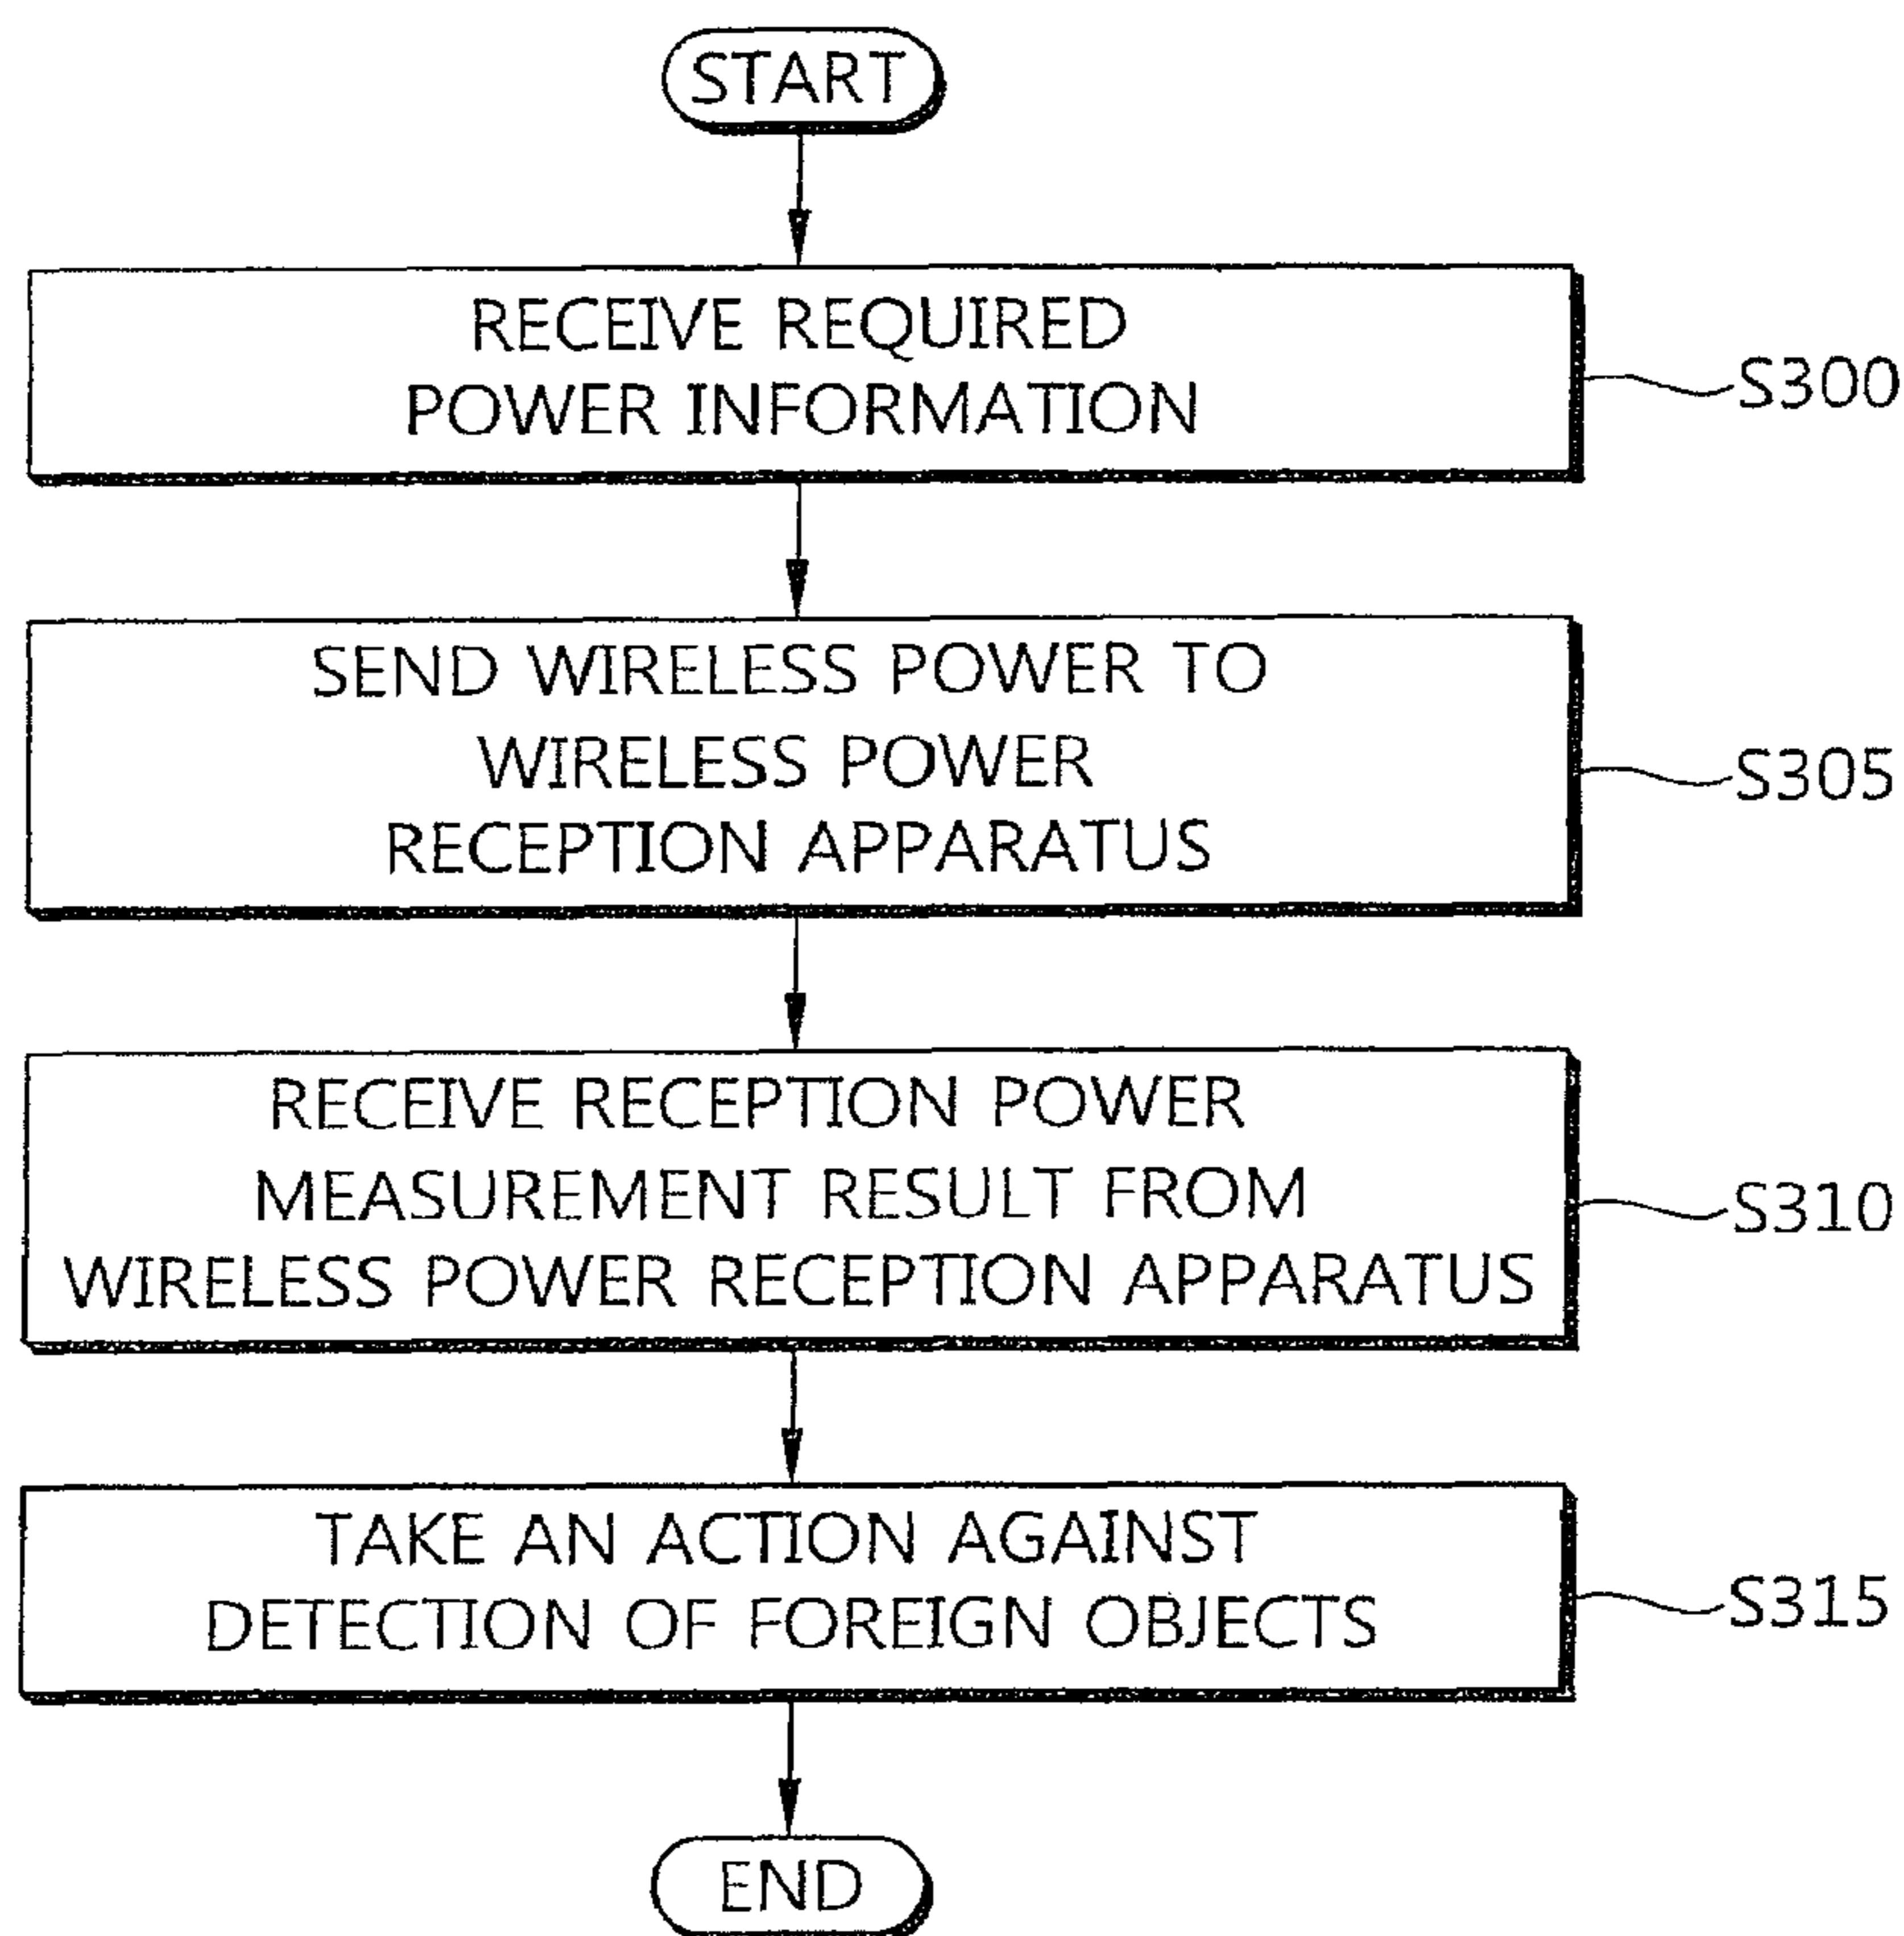 START
RECEIVE REQUIRED
POWER INFORMATION
S300
SEND WIRELESS POWER TO
WIRELESS POWER
RECEPTION APPARATUS
S305
RECEIVE RECEPTION POWER
MEASUREMENT RESULT FROM
WIRELESS POWER RECEPTION APPARATUS
S310
TAKE AN ACTION AGAINST
DETECTION OF FOREIGN OBJECTS
S315
END